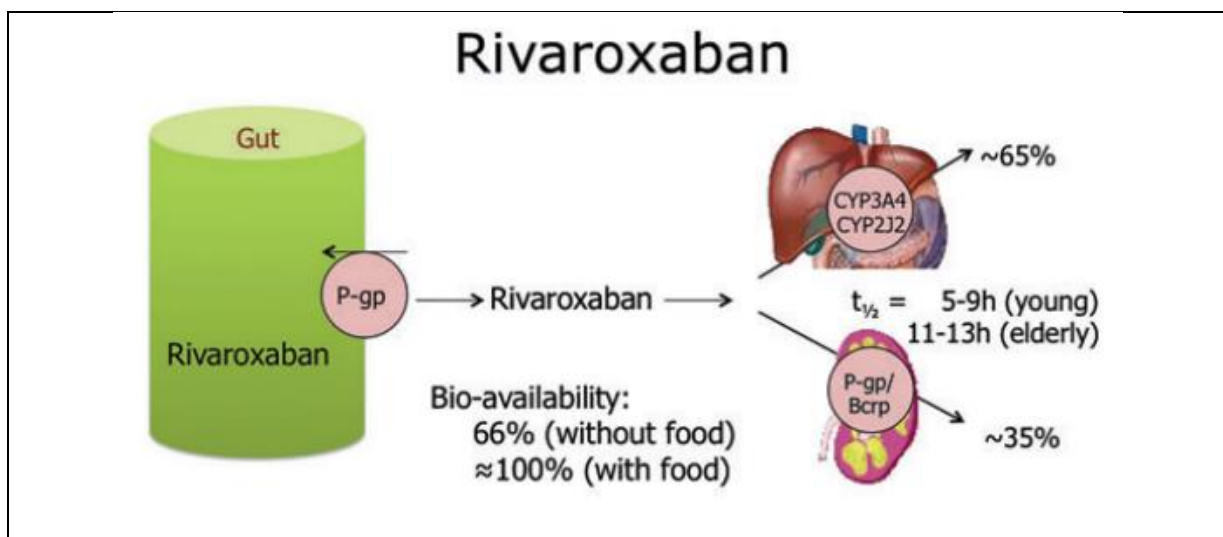 Rivaroxaban
Gut
P-gp
Rivaroxaban
Rivaroxaban
Bio-availability:
66% (without food)
≈100% (with food)
CYP3A4
CYP2J2
~65%
t½ = 5-9h (young)
11-13h (elderly)
P-gp/
Bcrp
~35%